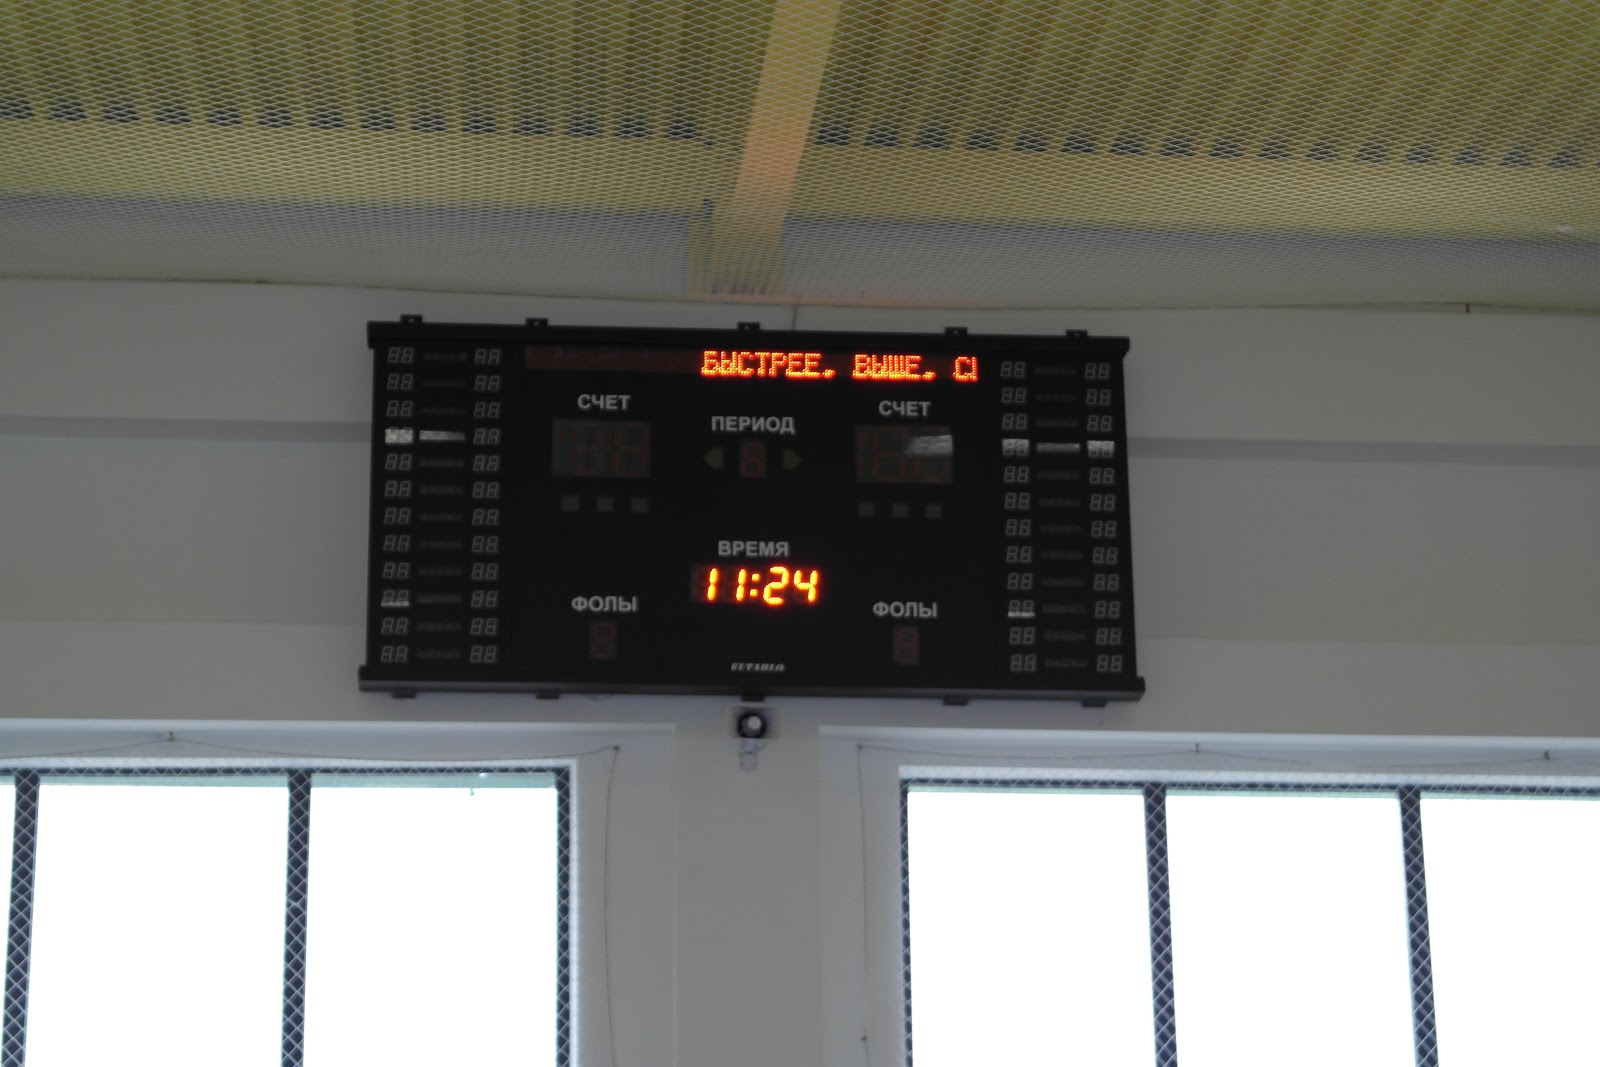 БЫСТРЕЕ, ВЫШЕ, С
СЧЕТ
ПЕРИОД
СЧЕТ
ВРЕМЯ
11:24
ФОЛЫ
ФОЛЫ